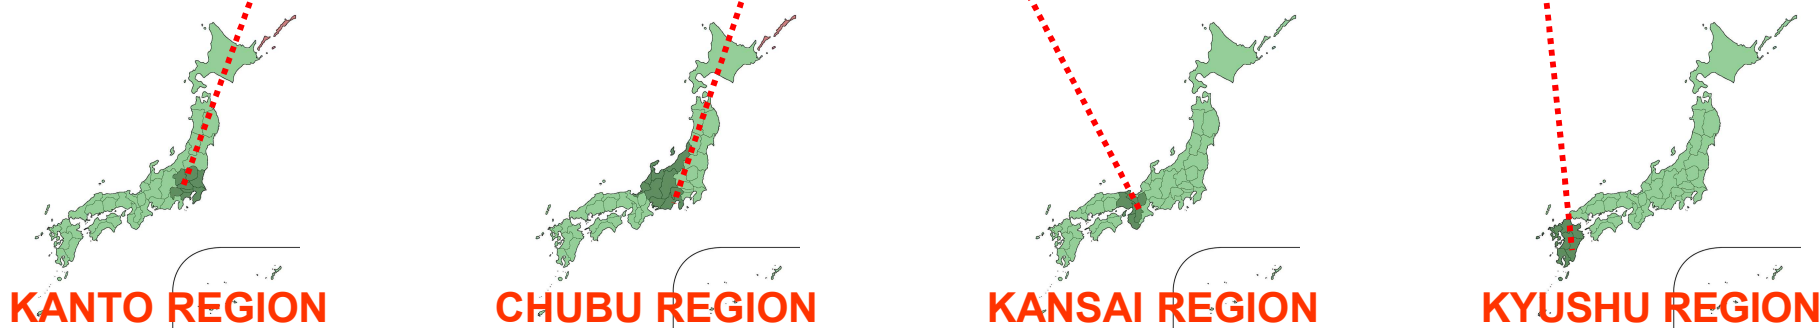 KANTO REGION
CHUBU REGION
KANSAI REGION
KYUSHU REGION